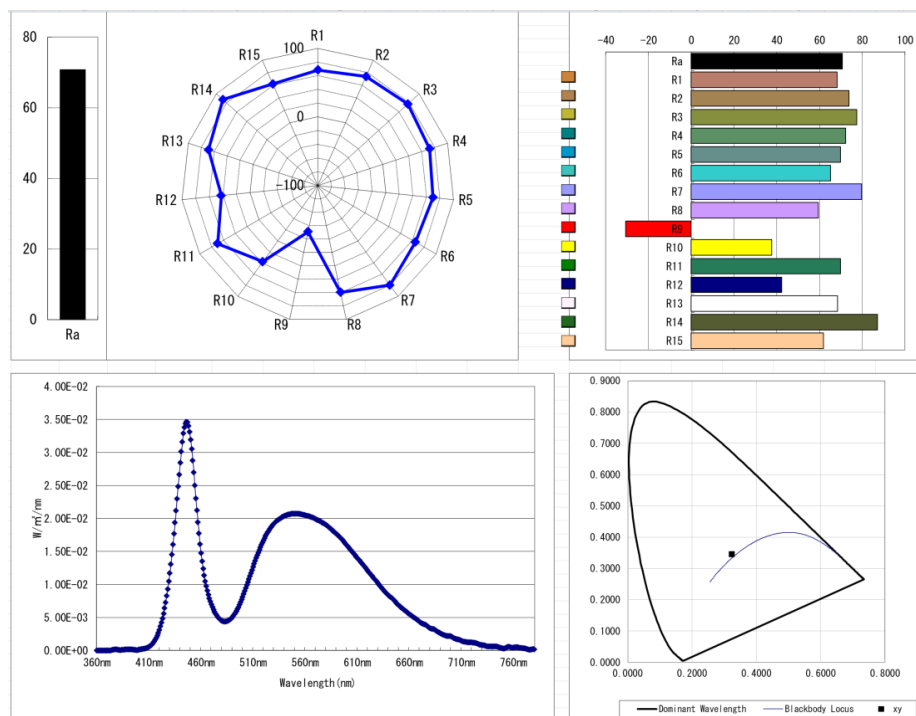 80
60
40
20
0
Ra
R1
R2
R3
R4
R5
R6
R7
R8
R9
R10
R11
R12
R13
R14
R15
100
0
-100
-40 -20 0 20 40 60 80 100
Ra
R1
R2
R3
R4
R5
R6
R7
R8
R9
R10
R11
R12
R13
R14
R15
4.00E-02
3.50E-02
3.00E-02
2.50E-02
2.00E-02
1.50E-02
1.00E-02
5.00E-03
0.00E+00
W/㎡/nm
360nm 410nm 460nm 510nm 560nm 610nm 660nm 710nm 760nm
Wavelength(nm)
0.9000
0.8000
0.7000
0.6000
0.5000
0.4000
0.3000
0.2000
0.1000
0.0000
0.0000 0.2000 0.4000 0.6000 0.8000
Dominant Wavelength Blackbody Locus xy